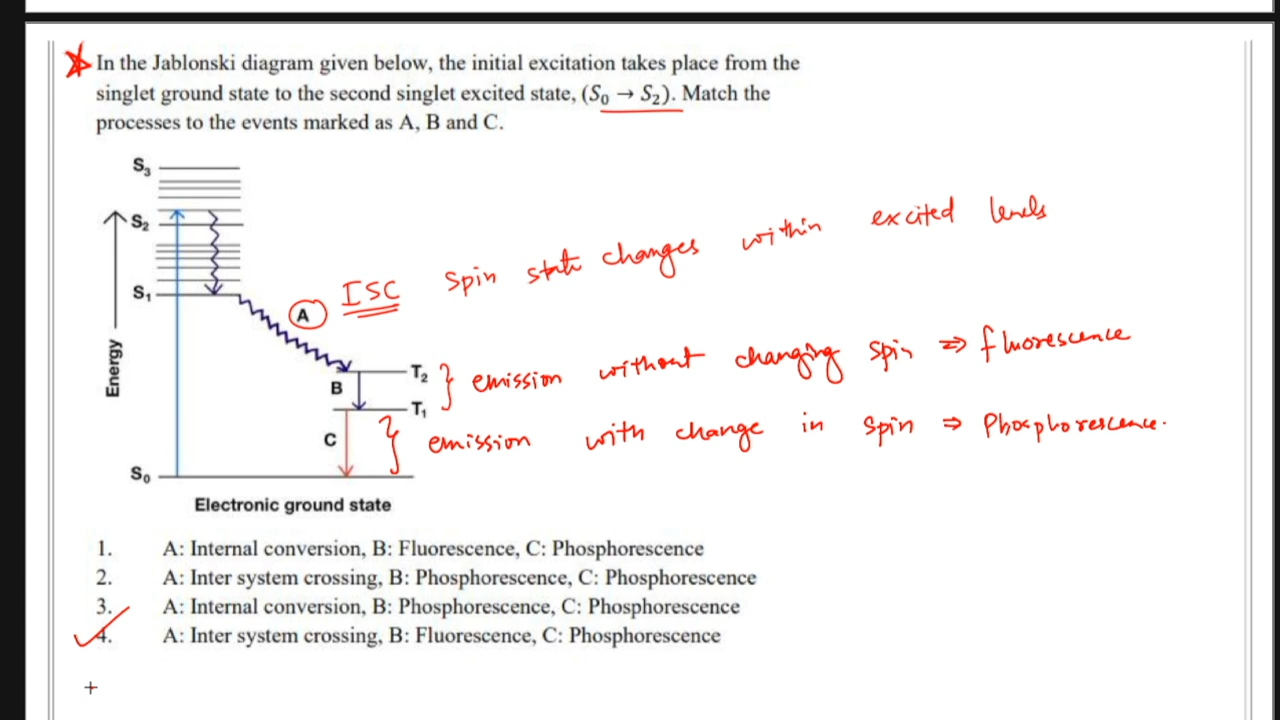 In the Jablonski diagram given below, the initial excitation takes place from the
singlet ground state to the second singlet excited state, (S₀ → S₂). Match the
processes to the events marked as A, B and C.
S₃
S₂
S₁
Energy
A
ISC spin state changes within excited levels
T₂
B
emission without changing spin => fluorescence
T₁
C
emission with change in spin => Phosphorescence.
S₀
Electronic ground state
1. A: Internal conversion, B: Fluorescence, C: Phosphorescence
2. A: Inter system crossing, B: Phosphorescence, C: Phosphorescence
3. A: Internal conversion, B: Phosphorescence, C: Phosphorescence
4. A: Inter system crossing, B: Fluorescence, C: Phosphorescence